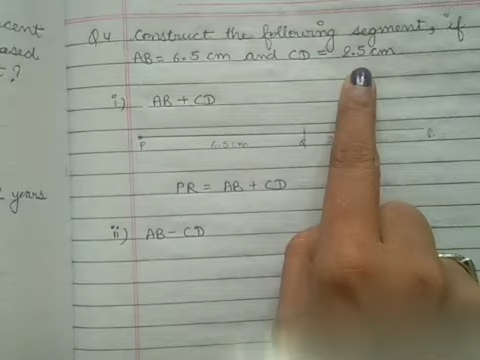 cent
ased
t?
years
Q4 Construct the following segment, if
AB = 6.5 cm and CD = 2.5 cm
i) AB + CD
P 6.5 cm
PR = AB + CD
ii) AB - CD